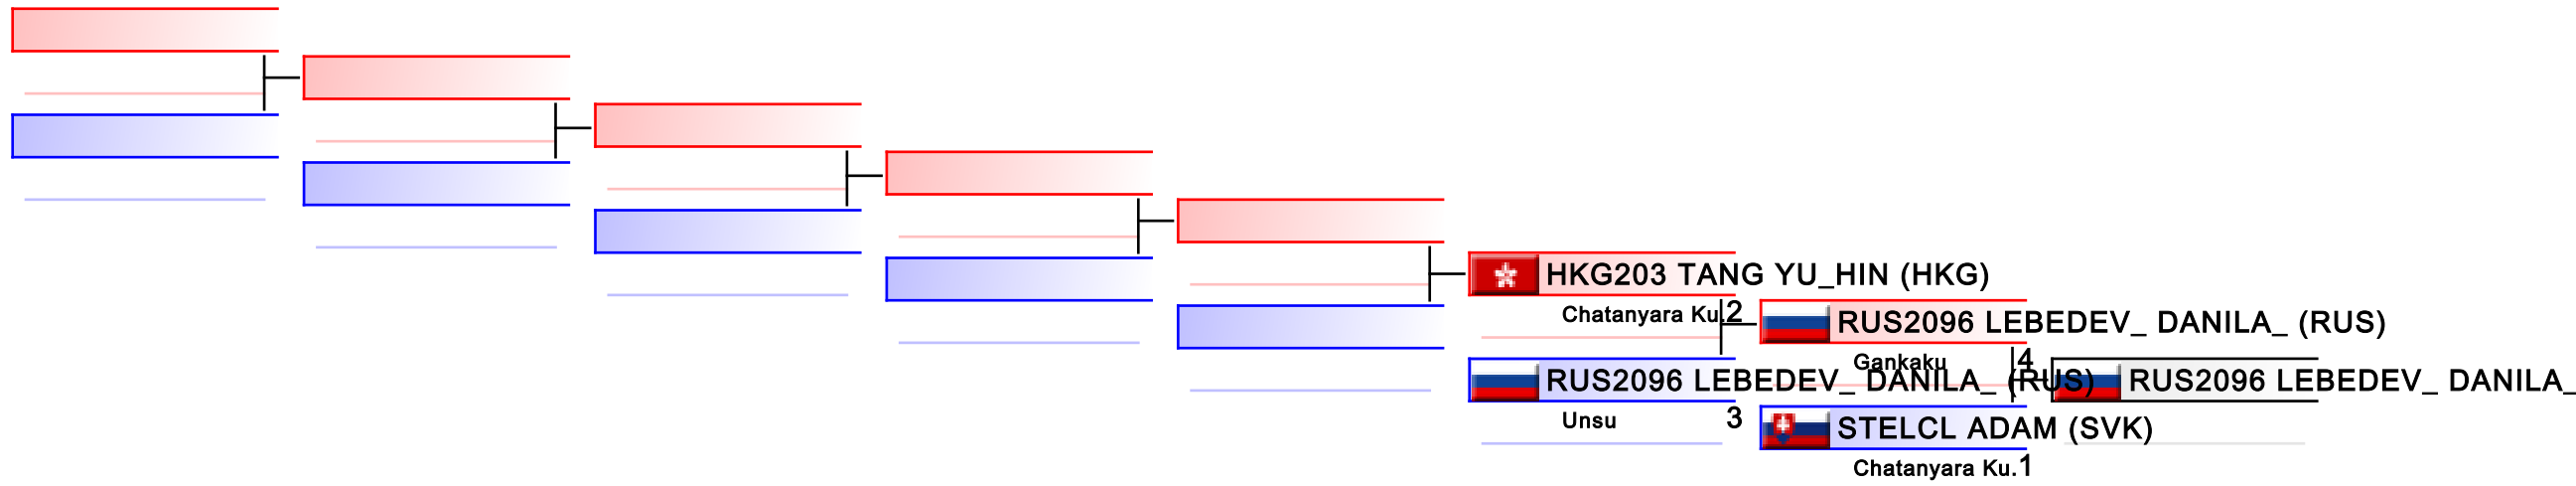 HKG203 TANG YU_HIN (HKG)
Chatanyara Ku.2
RUS2096 LEBEDEV_ DANILA_ (RUS)
Gankaku 4
RUS2096 LEBEDEV_ DANILA_ (RUS)
RUS2096 LEBEDEV_ DANILA_
Unsu 3
STELCL ADAM (SVK)
Chatanyara Ku.1